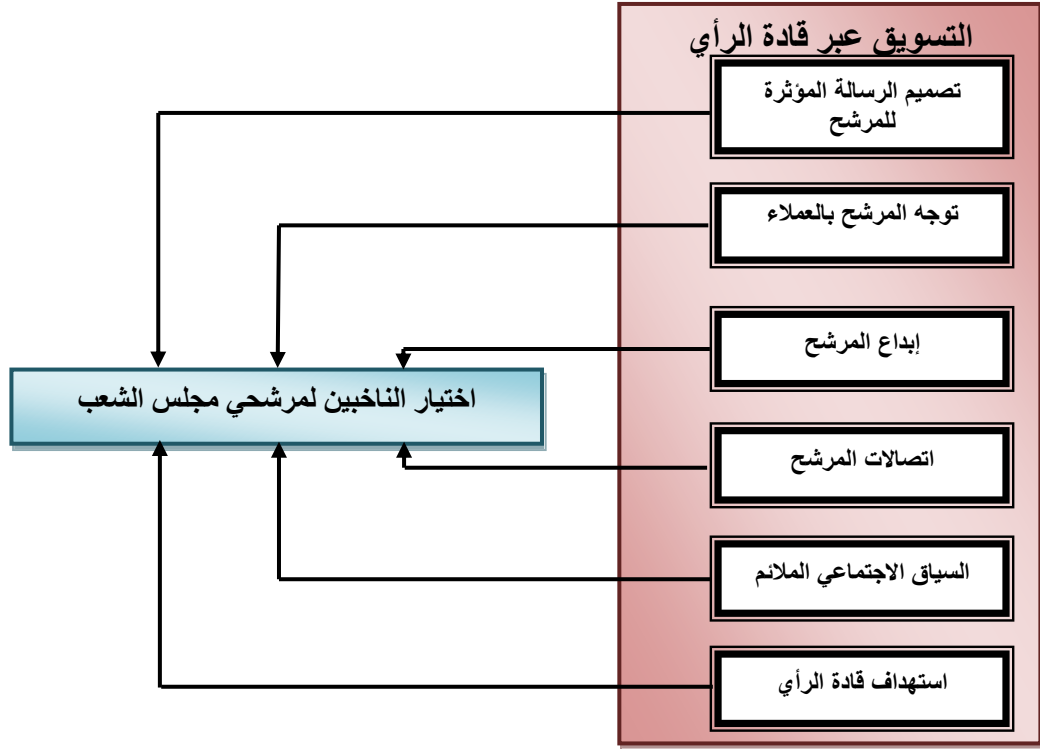 التسويق عبر قادة الرأي
تصميم الرسالة المؤثرة
للمرشح
توجه المرشح بالعملاء
إبداع المرشح
اختيار الناخبين لمرشحي مجلس الشعب
اتصالات المرشح
السياق الاجتماعي الملائم
استهداف قادة الرأي